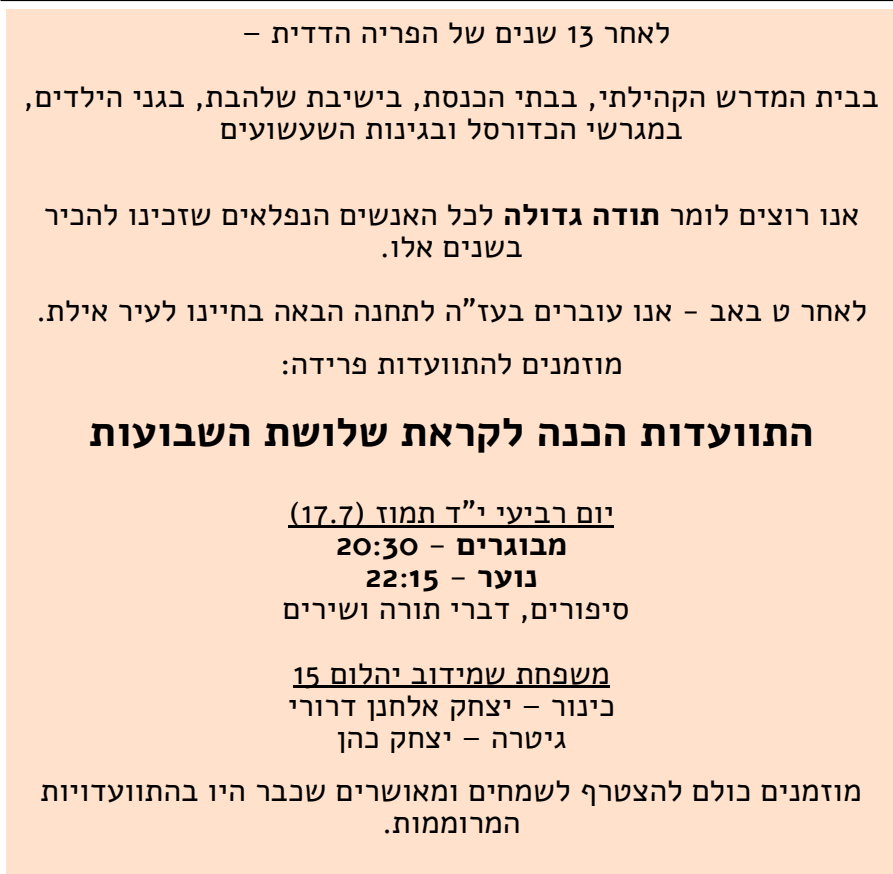 לאחר 13 שנים של הפריה הדדית –
בבית המדרש הקהילתי, בבתי הכנסת, בישיבת שלהבת, בגני הילדים,
במגרשי הכדורסל ובגינות השעשועים
אנו רוצים לומר תודה גדולה לכל האנשים הנפלאים שזכינו להכיר
בשנים אלו.
לאחר ט באב - אנו עוברים בעז"ה לתחנה הבאה בחיינו לעיר אילת.
מוזמנים להתוועדות פרידה:
התוועדות הכנה לקראת שלושת השבועות
יום רביעי י"ד תמוז (17.7)
מבוגרים - 20:30
נוער - 22:15
סיפורים, דברי תורה ושירים
משפחת שמידוב יהלום 15
כינור – יצחק אלחנן דרורי
גיטרה – יצחק כהן
מוזמנים כולם להצטרף לשמחים ומאושרים שכבר היו בהתוועדויות
המרוממות.